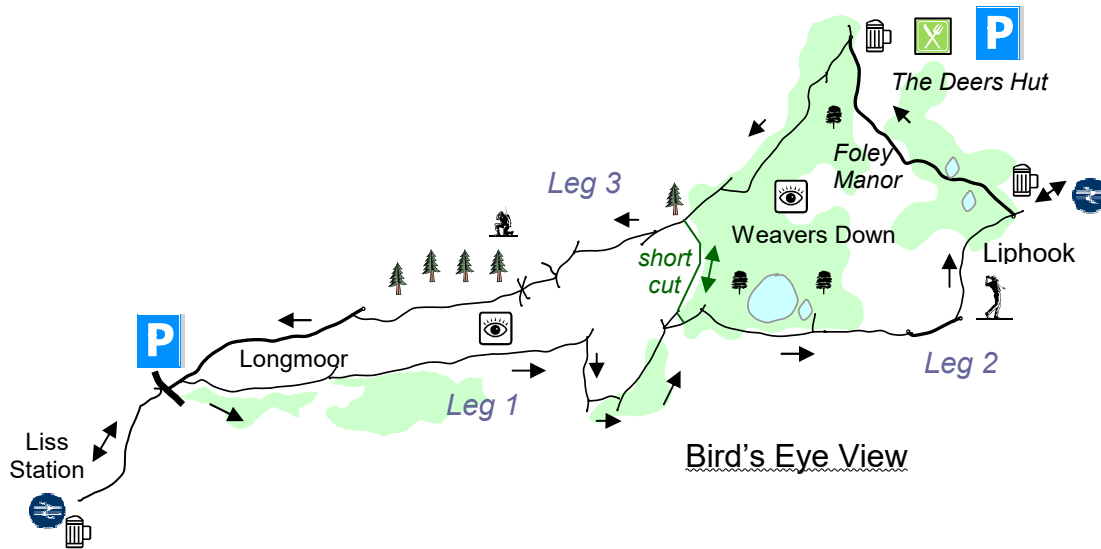 P
The Deers Hut
Foley
Manor
Leg 3
Weavers Down
short
cut
Liphook
P
Longmoor
Leg 2
Leg 1
Liss
Station
Bird's Eye View